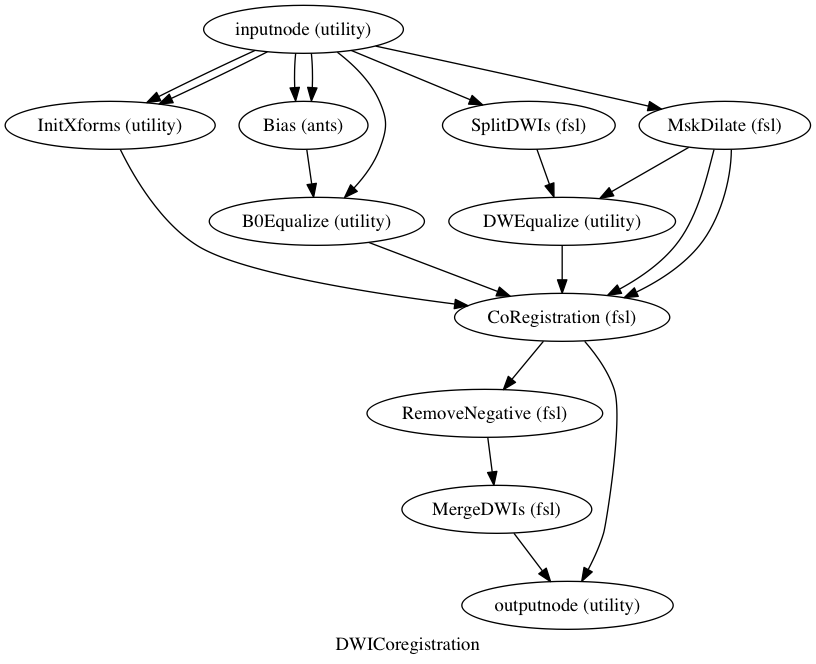 inputnode (utility)
InitXforms (utility)
Bias (ants)
SplitDWIs (fsl)
MskDilate (fsl)
B0Equalize (utility)
DWEqualize (utility)
CoRegistration (fsl)
RemoveNegative (fsl)
MergeDWIs (fsl)
outputnode (utility)
DWICoregistration